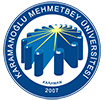 KARAMANOĞLU MEHMETBEY ÜNİVERSİTESİ
KARAMAN
2007